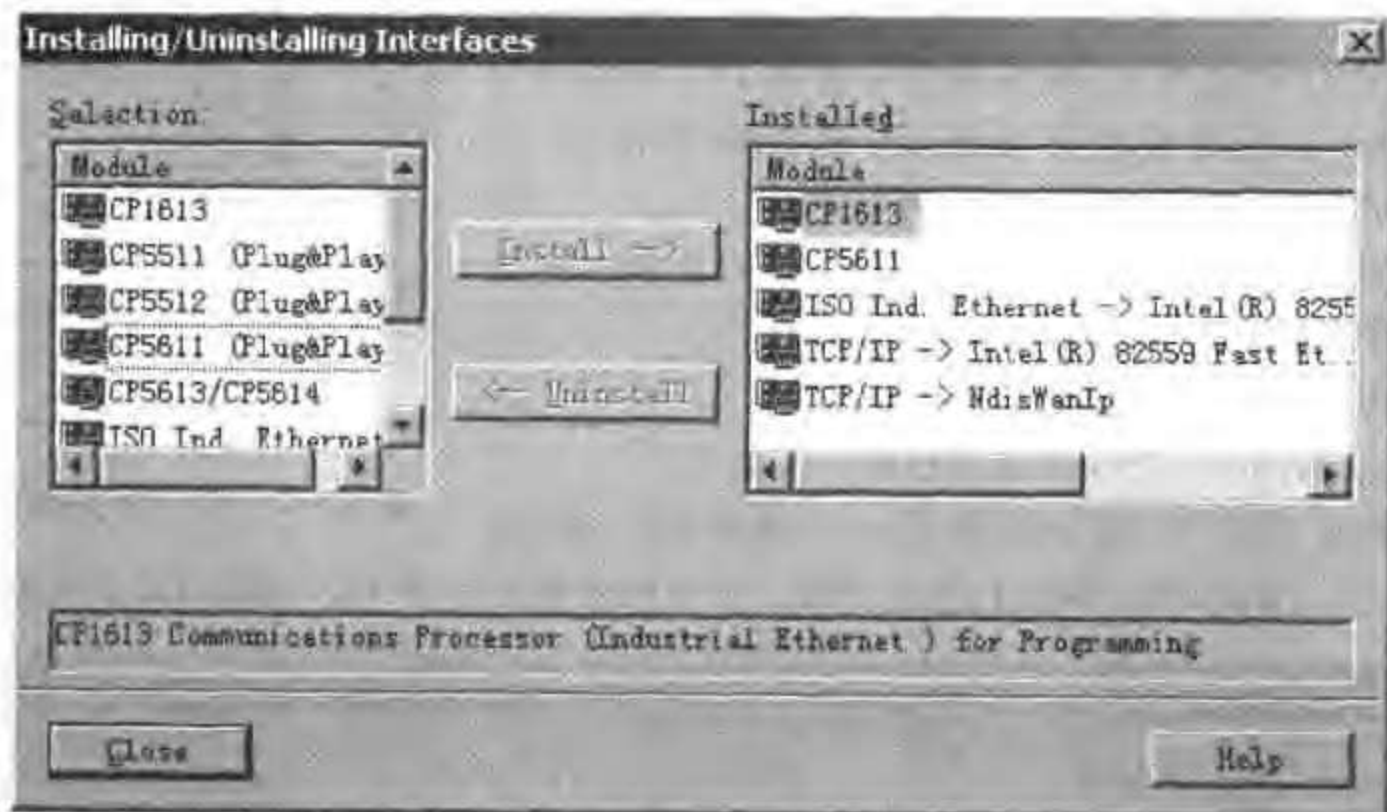 Installing/Uninstalling Interfaces
Selection:
Module
CP1613
CP5511 (Plug&Play
CP5512 (Plug&Play
CP5611 (Plug&Play
CP5613/CP5614
ISO Ind. Ethernet
Install -->
<-- Uninstall
Installed:
Module
CP1613
CP5611
ISO Ind. Ethernet -> Intel(R) 8255
TCP/IP -> Intel(R) 82559 Fast Et...
TCP/IP -> NdisWanIp
CP1613 Communications Processor (Industrial Ethernet ) for Programming
Close
Help